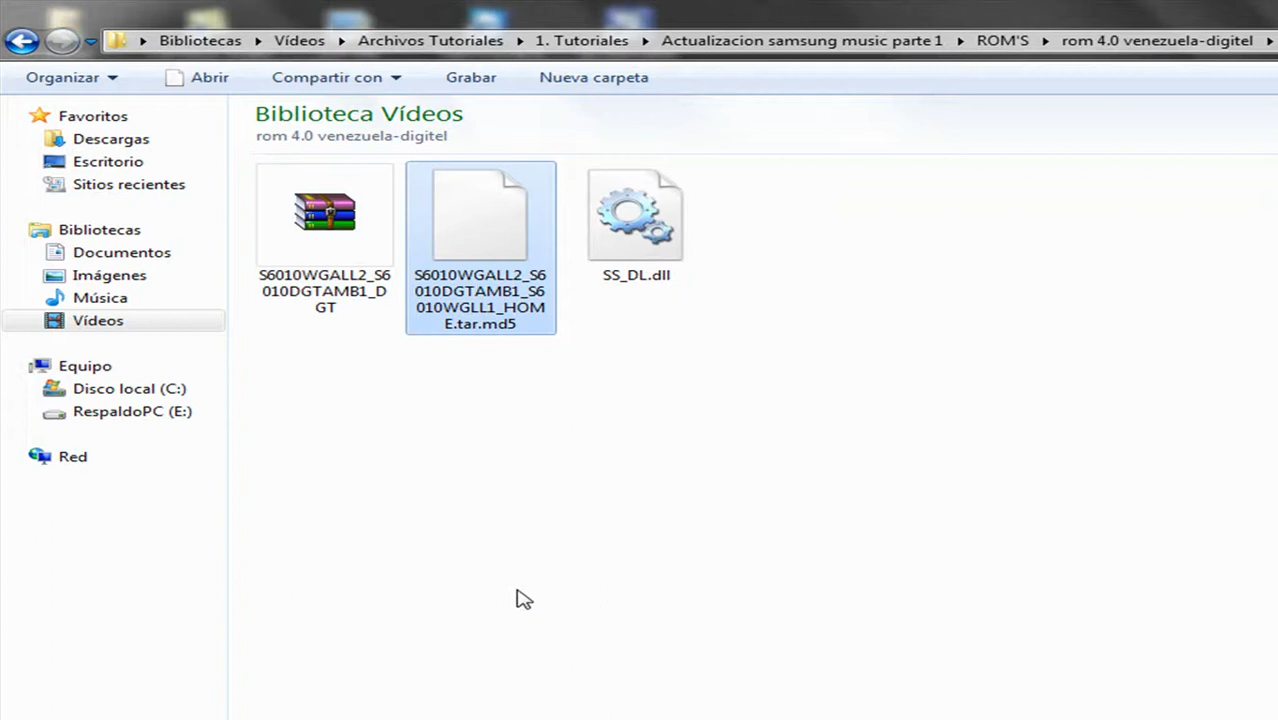 Bibliotecas Vídeos Archivos Tutoriales 1. Tutoriales Actualizacion samsung music parte 1 ROM'S rom 4.0 venezuela-digitel
Organizar Abrir Compartir con Grabar Nueva carpeta
Favoritos
Descargas
Escritorio
Sitios recientes
Bibliotecas
Documentos
Imágenes
Música
Vídeos
Equipo
Disco local (C:)
RespaldoPC (E:)
Red
Biblioteca Vídeos
rom 4.0 venezuela-digitel
S6010WGALL2_S6
010DGTAMB1_D
GT
S6010WGALL2_S6
010DGTAMB1_S6
010WGLL1_HOM
E.tar.md5
SS_DL.dll